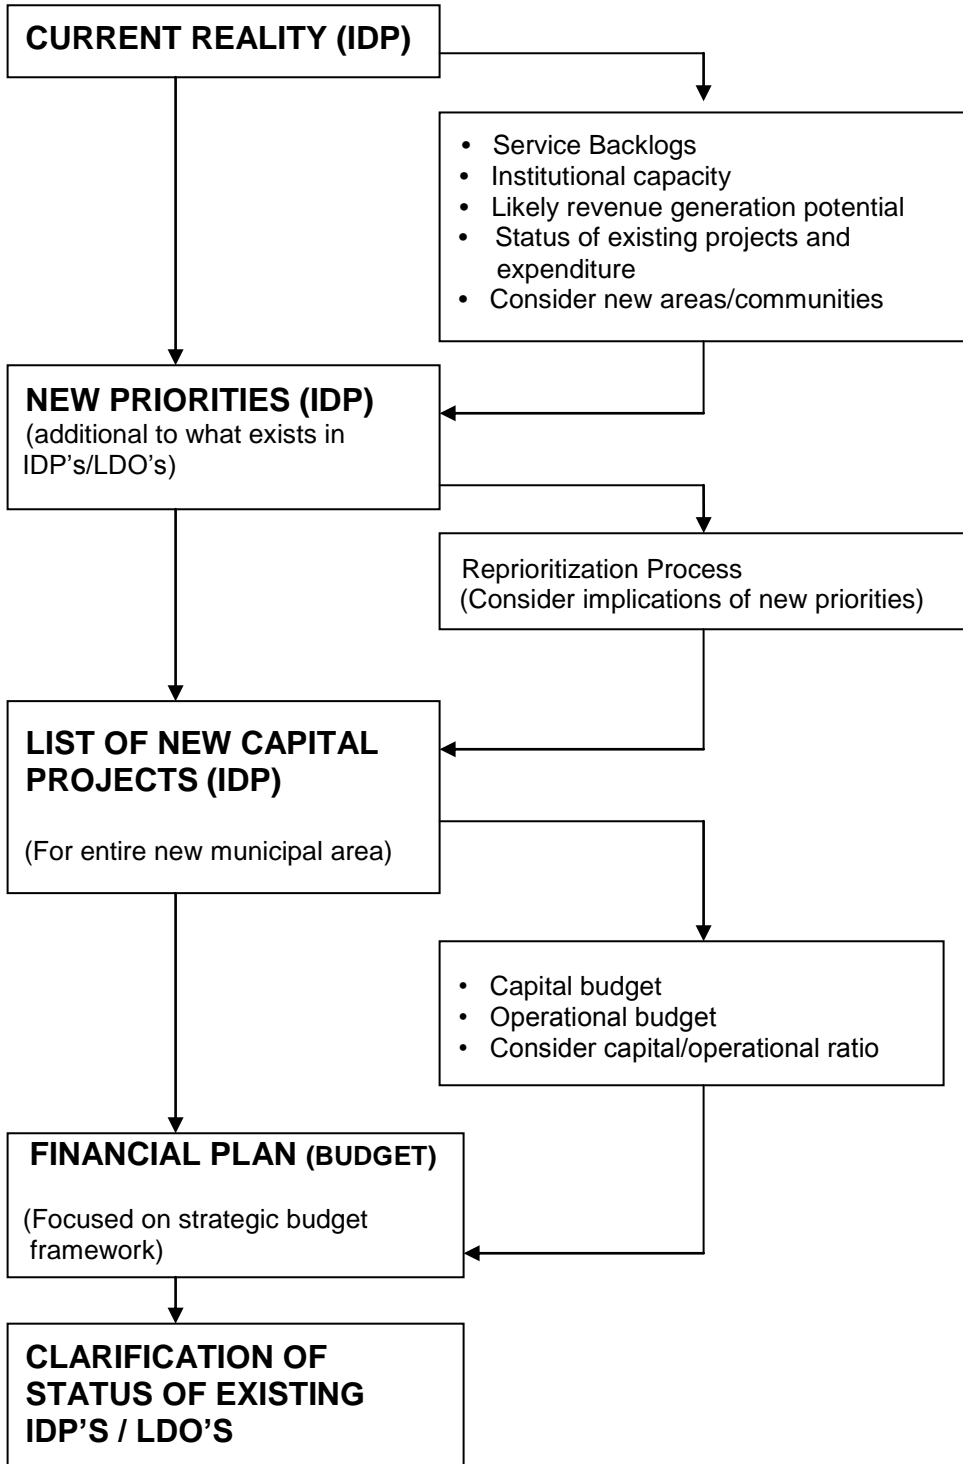 CURRENT REALITY (IDP)
• Service Backlogs
• Institutional capacity
• Likely revenue generation potential
• Status of existing projects and
expenditure
• Consider new areas/communities
NEW PRIORITIES (IDP)
(additional to what exists in
IDP’s/LDO’s)
Reprioritization Process
(Consider implications of new priorities)
LIST OF NEW CAPITAL
PROJECTS (IDP)
(For entire new municipal area)
• Capital budget
• Operational budget
• Consider capital/operational ratio
FINANCIAL PLAN (BUDGET)
(Focused on strategic budget
framework)
CLARIFICATION OF
STATUS OF EXISTING
IDP’S / LDO’S